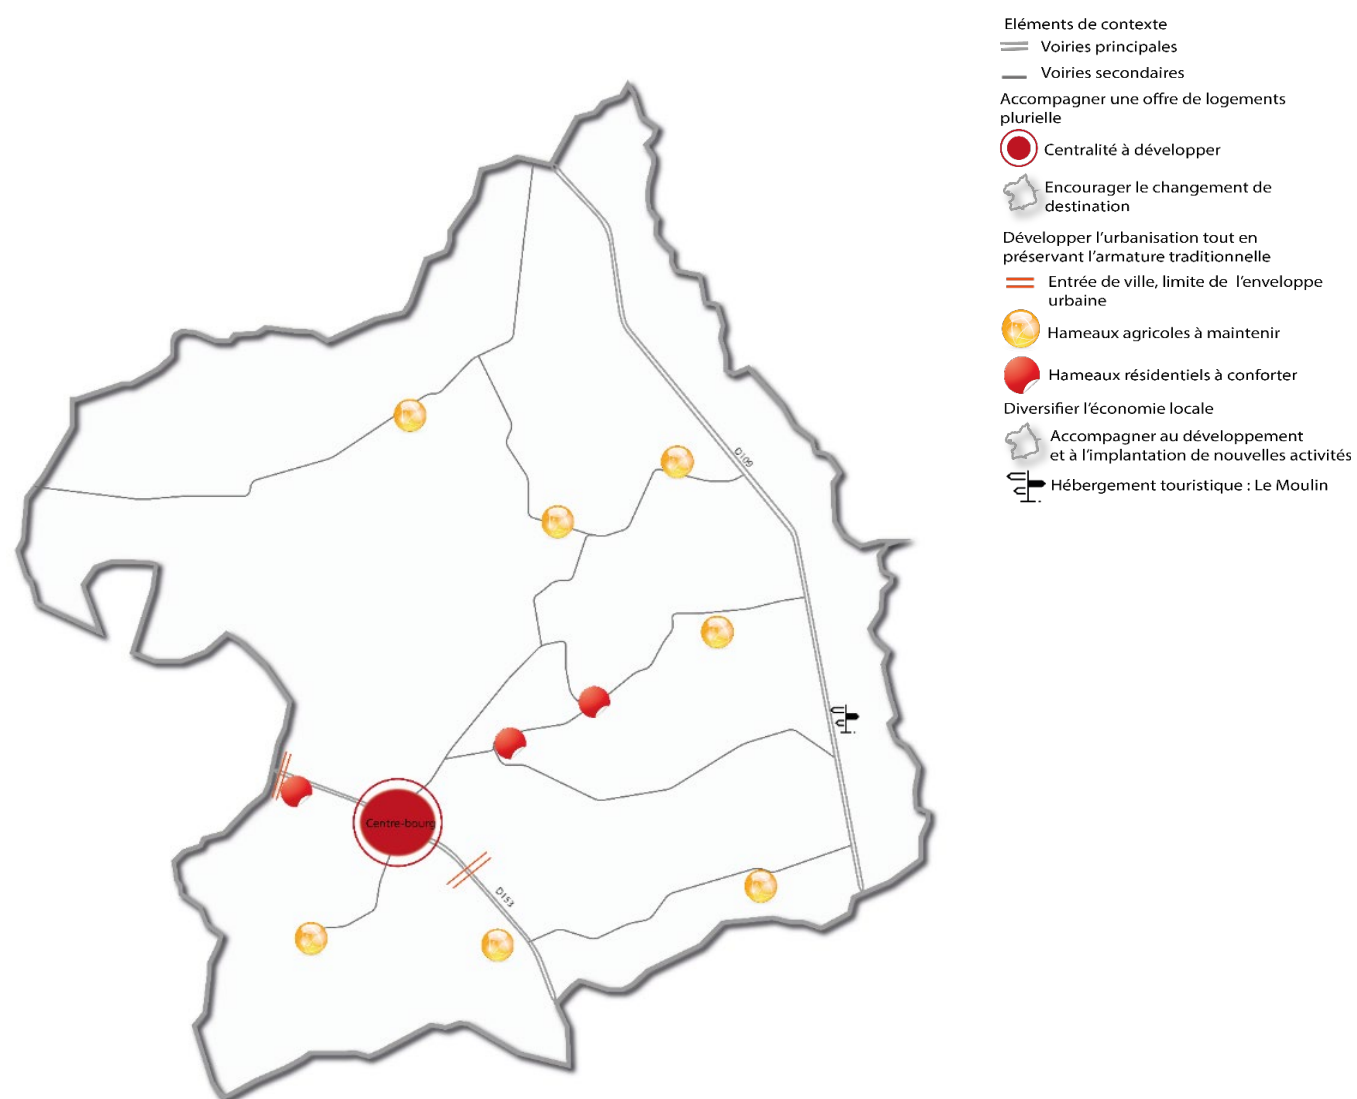 Eléments de contexte
Voiries principales
Voiries secondaires
Accompagner une offre de logements
plurielle
Centralité à développer
Encourager le changement de
destination
Développer l'urbanisation tout en
préservant l'armature traditionnelle
Entrée de ville, limite de l'enveloppe
urbaine
Hameaux agricoles à maintenir
Hameaux résidentiels à conforter
Diversifier l'économie locale
Accompagner au développement
et à l'implantation de nouvelles activités
Hébergement touristique : Le Moulin
D109
Centre-bourg
D153